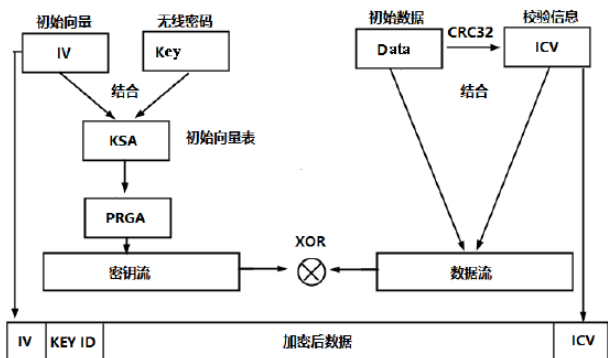 初始向量
无线密码
初始数据
校验信息
IV
Key
Data
CRC32
ICV
结合
结合
KSA
初始向量表
PRGA
XOR
密钥流
数据流
IV
KEY ID
加密后数据
ICV